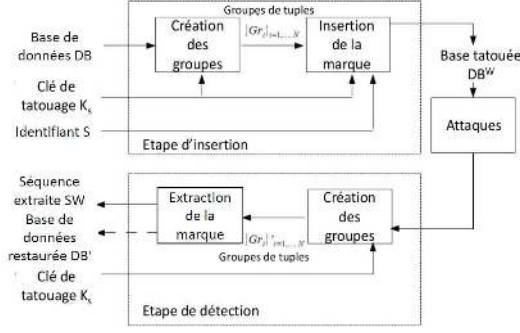 Groupes de tuples
Base de
données DB
Création
des
groupes
|Gr_i|_{i=1,...,N}
Insertion
de la
marque
Base tatouée
DB^W
Clé de
tatouage K_s
Identifiant S
Etape d'insertion
Attaques
Séquence
extraite SW
Base de
données
restaurée DB'
Extraction
de la
marque
|Gr_i|'_{i=1,...,N}
Groupes de tuples
Création
des
groupes
Clé de
tatouage K_s
Etape de détection